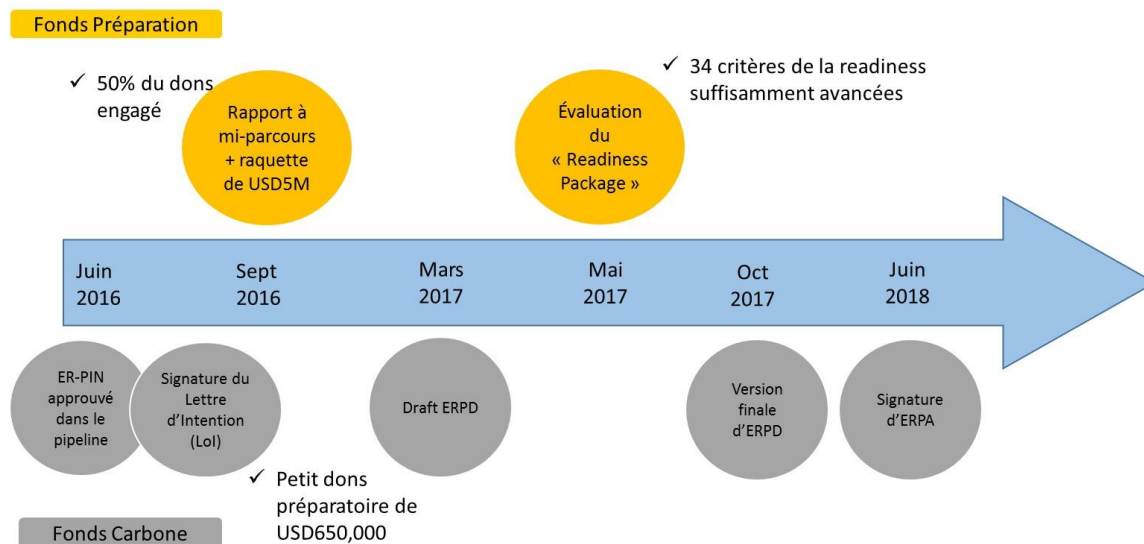 Fonds Préparation
✓ 50% du dons
engagé
Rapport à
mi-parcours
+ raquette
de USD5M
Évaluation
du
« Readiness
Package »
✓ 34 critères de la readiness
suffisamment avancées
Juin
2016
Sept
2016
Mars
2017
Mai
2017
Oct
2017
Juin
2018
ER-PIN
approuvé
dans le
pipeline
Signature du
Lettre
d’Intention
(LoI)
Draft ERPD
Version
finale
d’ERPD
Signature
d’ERPA
✓ Petit dons
préparatoire de
USD650,000
Fonds Carbone